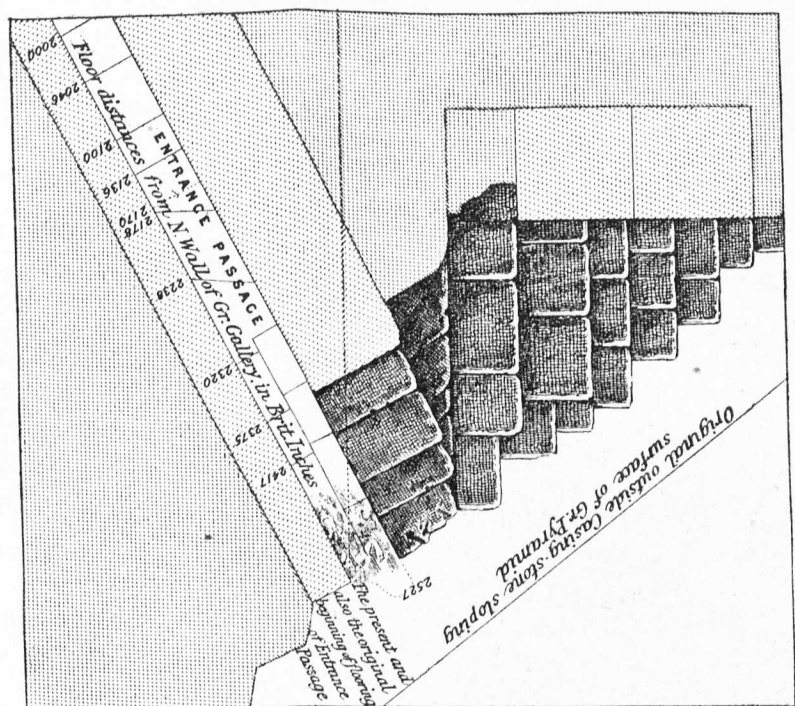 2000
2046
2100
2136
2170
2178
2238
2320
2375
2417
2527
Floor distances from N Wall of Gr. Gallery in Brit. Inches
ENTRANCE PASSAGE
Original outside Casing-stone sloping
surface of Gr. Pyramid
The present and
also the original
beginning of flooring
of Entrance
Passage